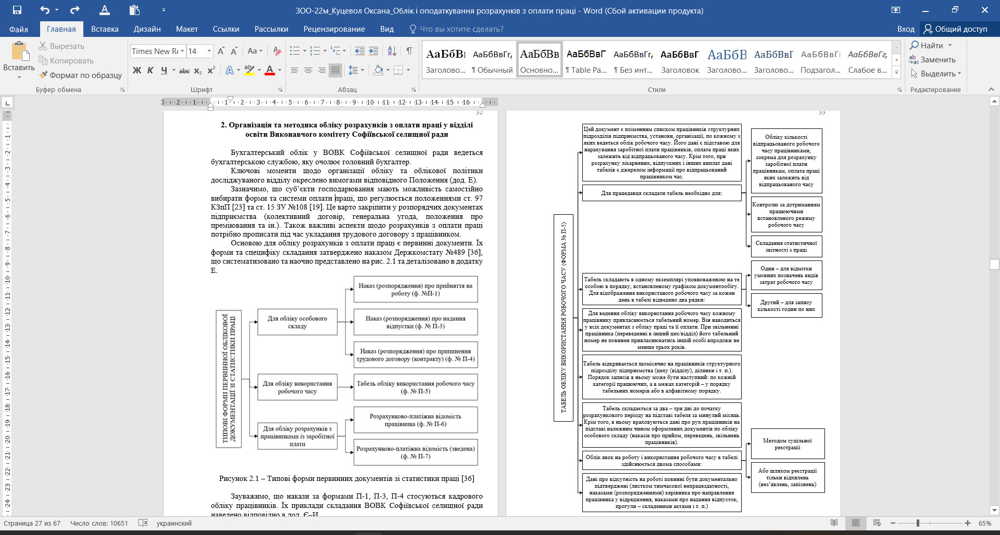 ЗОО-22м_Куцевол Оксана_Облік і оподаткування розрахунків з оплати праці - Word (Сбой активации продукта)
Файл
Главная
Вставка
Дизайн
Макет
Ссылки
Рассылки
Рецензирование
Вид
Что вы хотите сделать?
Вход
Общий доступ
Вставить
Вырезать
Копировать
Формат по образцу
Буфер обмена
Times New Rс
14
Шрифт
Абзац
АаБбВ
АаБбВвГг,
АаБбВв
АаБбВвГ
АаБбВвГг,
АаБбВвГ
АаБбВ
АаБбВвГ
АаБбВвГг
АаБбВвГг,
Заголово...
¶ Обычный
Основно...
¶ Table Pa...
¶ Без инт...
Заголовок
Заголово...
Заголово...
Подзагол...
Слабое в...
Стили
Найти
Заменить
Выделить
Редактирование
32
2. Організація та методика обліку розрахунків з оплати праці у відділі
освіти Виконавчого комітету Софіївської селищної ради
Бухгалтерський облік у ВОВК Софіївської селищної ради ведеться
бухгалтерською службою, яку очолює головний бухгалтер.
Ключові моменти щодо організації обліку та облікової політики
досліджуваного відділу окреслено вимогами відповідного Положення (дод. Е).
Зазначимо, що суб’єкти господарювання мають можливість самостійно
вибирати форми та системи оплати праці, що регулюється положеннями ст. 97
КЗпП [23] та ст. 15 ЗУ №108 [19]. Це варто закріпити у розпорядчих документах
підприємства (колективний договір, генеральна угода, положення про
преміювання та ін.). Також важливі аспекти щодо розрахунків з оплати праці
потрібно прописати під час укладання трудового договору з працівником.
Основою для обліку розрахунків з оплати праці є первинні документи. Їх
форми та специфіку складання затверджено наказом Держкомстату №489 [36],
що систематизовано та наочно представлено на рис. 2.1 та деталізовано в додатку
Е.
ТИПОВІ ФОРМИ ПЕРВИННОЇ ОБЛІКОВОЇ
ДОКУМЕНТАЦІЇ ЗІ СТАТИСТИКИ ПРАЦІ
Для обліку особового
складу
Наказ (розпорядження) про прийняття на
роботу (ф. №П-1)
Наказ (розпорядження) про надання
відпустки (ф. № П-3)
Наказ (розпорядження) про припинення
трудового договору (контракту) (ф. № П-4)
Для обліку використання
робочого часу
Табель обліку використання робочого часу
(ф. № П-5)
Для обліку розрахунків з
працівниками із заробітної
плати
Розрахунково-платіжна відомість
працівника (ф. № П-6)
Розрахунково-платіжна відомість (зведена)
(ф. № П-7)
Рисунок 2.1 – Типові форми первинних документів зі статистики праці [36]
Зауважимо, що накази за формами П-1, П-3, П-4 стосуються кадрового
обліку працівників. Їх приклади складання ВОВК Софіївської селищної ради
наведено відповідно в дод. Є–И.
33
ТАБЕЛЬ ОБЛІКУ ВИКОРИСТАННЯ РОБОЧОГО ЧАСУ (ФОРМА № П-5)
Цей документ є поіменним списком працівників структурних
підрозділів підприємства, установи, організації, по кожному з
яких ведеться облік робочого часу. Його дані є підставою для
нарахування заробітної плати працівників, оплата праці яких
залежить від відпрацьованого часу. Крім того, при
розрахунку лікарняних, відпускних і інших виплат дані
табелів є джерелом інформації про відпрацьований
працівником час.
Для працедавця складати табель необхідно для:
Обліку кількості
відпрацьованого робочого
часу працівниками,
зокрема для розрахунку
заробітної плати
працівникам, оплата праці
яких залежить від
відпрацьованого часу
Контролю за дотриманням
працюючими
встановленого режиму
робочого часу
Складання статистичної
звітності з праці
Табель складають в одному екземплярі уповноваженою на те
особою в порядку, встановленому графіком документообігу.
Для відображення використаного робочого часу за кожен
день в табелі відведено два рядки:
Один – для відмітки
умовних позначень видів
затрат робочого часу
Другий – для запису
кількості годин по них
Для ведення обліку використання робочого часу кожному
працівнику привласнюється табельний номер. Він наводиться
у всіх документах з обліку праці та її оплати. При звільненні
працівника (переведенні в інший цех/відділ) його табельний
номер не повинен привласнюватись іншій особі впродовж не
менше трьох років.
Табель відкривається щомісячно на працівників структурного
підрозділу підприємства (цеху (відділу), ділянки і т. п.).
Порядок записів в ньому може бути наступний: по кожній
категорії працюючих, а в межах категорій – у порядку
табельних номерів або в алфавітному порядку.
Табель складається за два – три дні до початку
розрахункового періоду на підставі табеля за минулий місяць.
Крім того, в ньому враховуються дані про рух працівників на
підставі належним чином оформлених документів по обліку
особового складу (наказів про прийом, переведень, звільнень
працівників).
Облік явок на роботу і використання робочого часу в табелі
здійснюється двома способами:
Методом суцільної
реєстрації
Або шляхом реєстрації
тільки відхилень
(нез’явлень, запізнень)
Дані про відсутність на роботі повинні бути документально
підтверджені (листком тимчасової непрацездатності,
наказами (розпорядженнями) керівника про направлення
працівника у відрядження, наказами про надання відпусток,
прогули – складеними актами і т. п.)
Страница 27 из 67
Число слов: 10651
украинский
65%